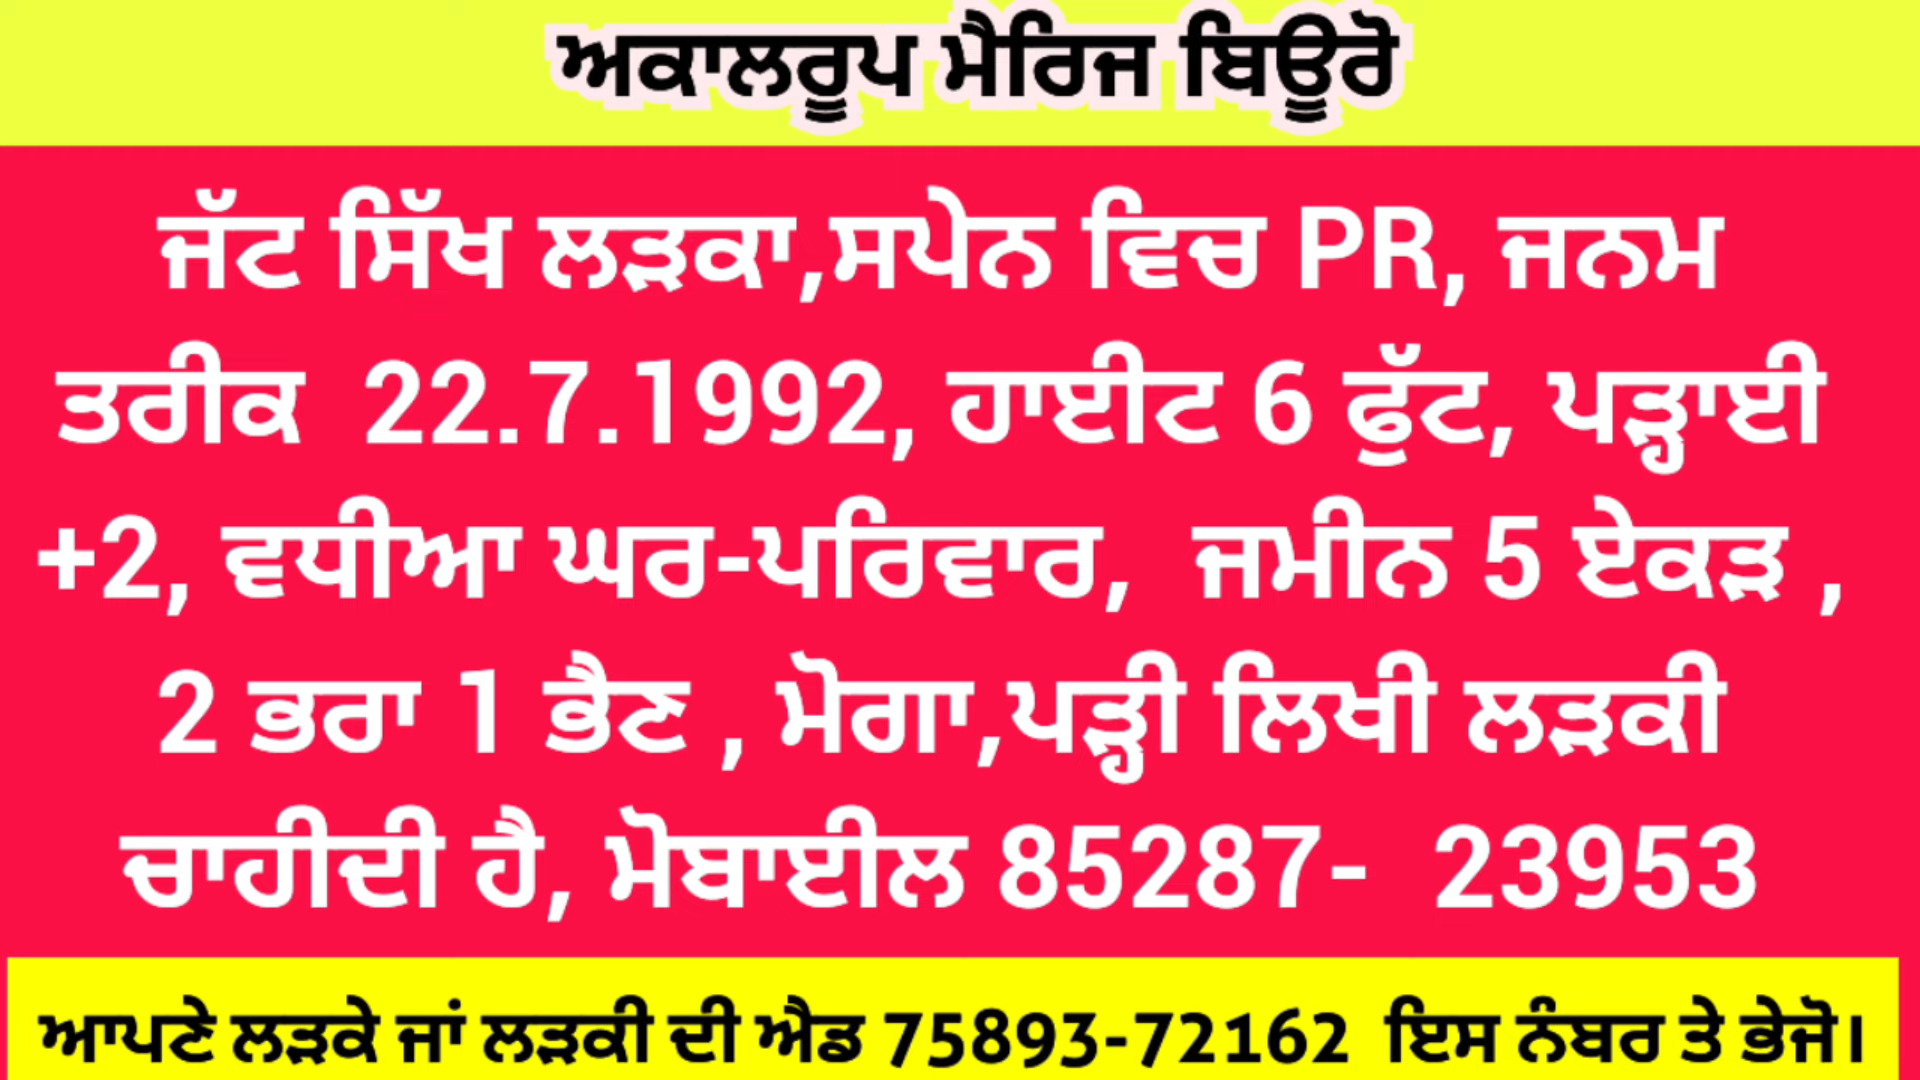 ਅਕਾਲਰੂਪ ਮੈਰਿਜ ਬਿਊਰੋ
ਜੱਟ ਸਿੱਖ ਲੜਕਾ,ਸਪੇਨ ਵਿਚ PR, ਜਨਮ
ਤਰੀਕ 22.7.1992, ਹਾਈਟ 6 ਫੁੱਟ, ਪੜ੍ਹਾਈ
+2, ਵਧੀਆ ਘਰ-ਪਰਿਵਾਰ, ਜਮੀਨ 5 ਏਕੜ ,
2 ਭਰਾ 1 ਭੈਣ , ਮੋਗਾ,ਪੜ੍ਹੀ ਲਿਖੀ ਲੜਕੀ
ਚਾਹੀਦੀ ਹੈ, ਮੋਬਾਈਲ 85287- 23953
ਆਪਣੇ ਲੜਕੇ ਜਾਂ ਲੜਕੀ ਦੀ ਐਡ 75893-72162 ਇਸ ਨੰਬਰ ਤੇ ਭੇਜੋ।